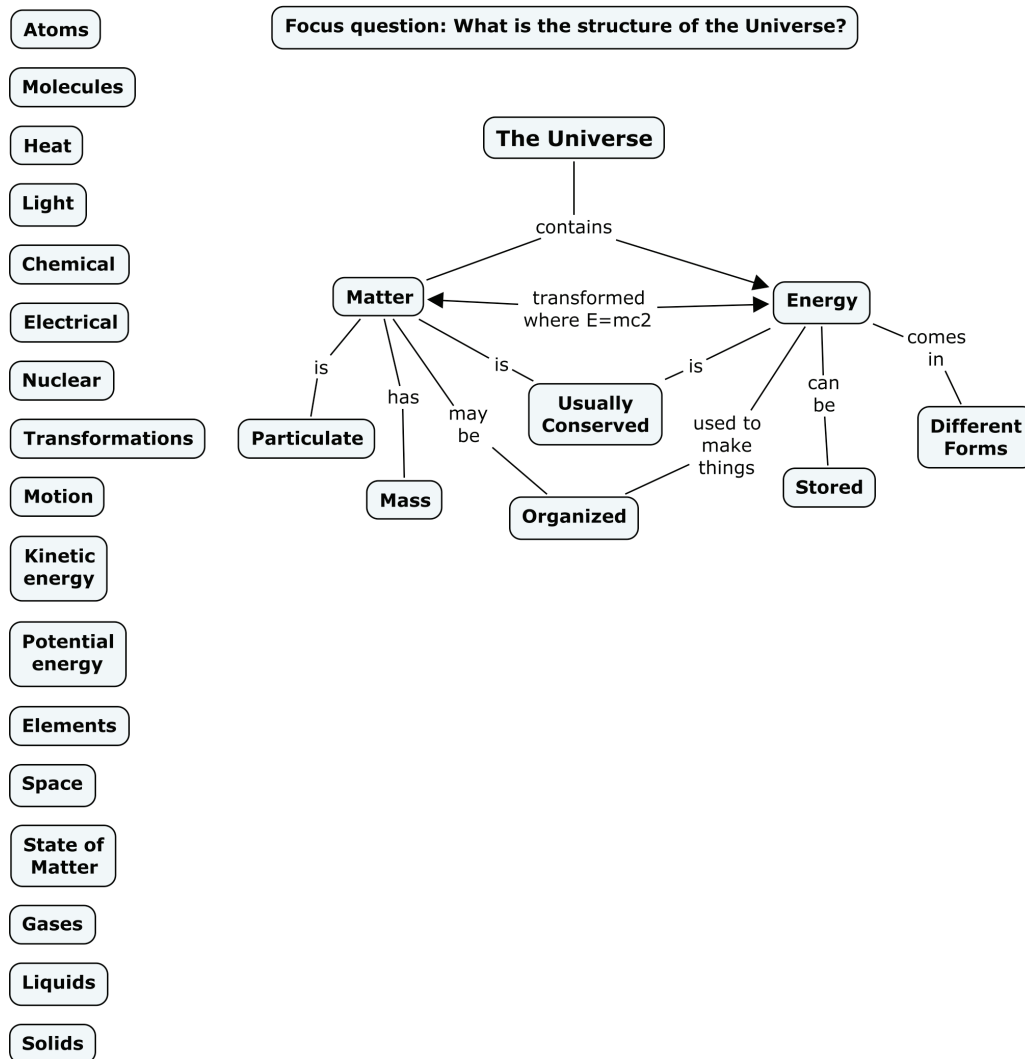 Focus question: What is the structure of the Universe?
Atoms
Molecules
Heat
Light
Chemical
Electrical
Nuclear
Transformations
Motion
Kinetic
energy
Potential
energy
Elements
Space
State of
Matter
Gases
Liquids
Solids
The Universe
contains
Matter
transformed
where E=mc2
Energy
is
has
may
be
is
is
used to
make
things
can
be
comes
in
Particulate
Mass
Organized
Usually
Conserved
Stored
Different
Forms